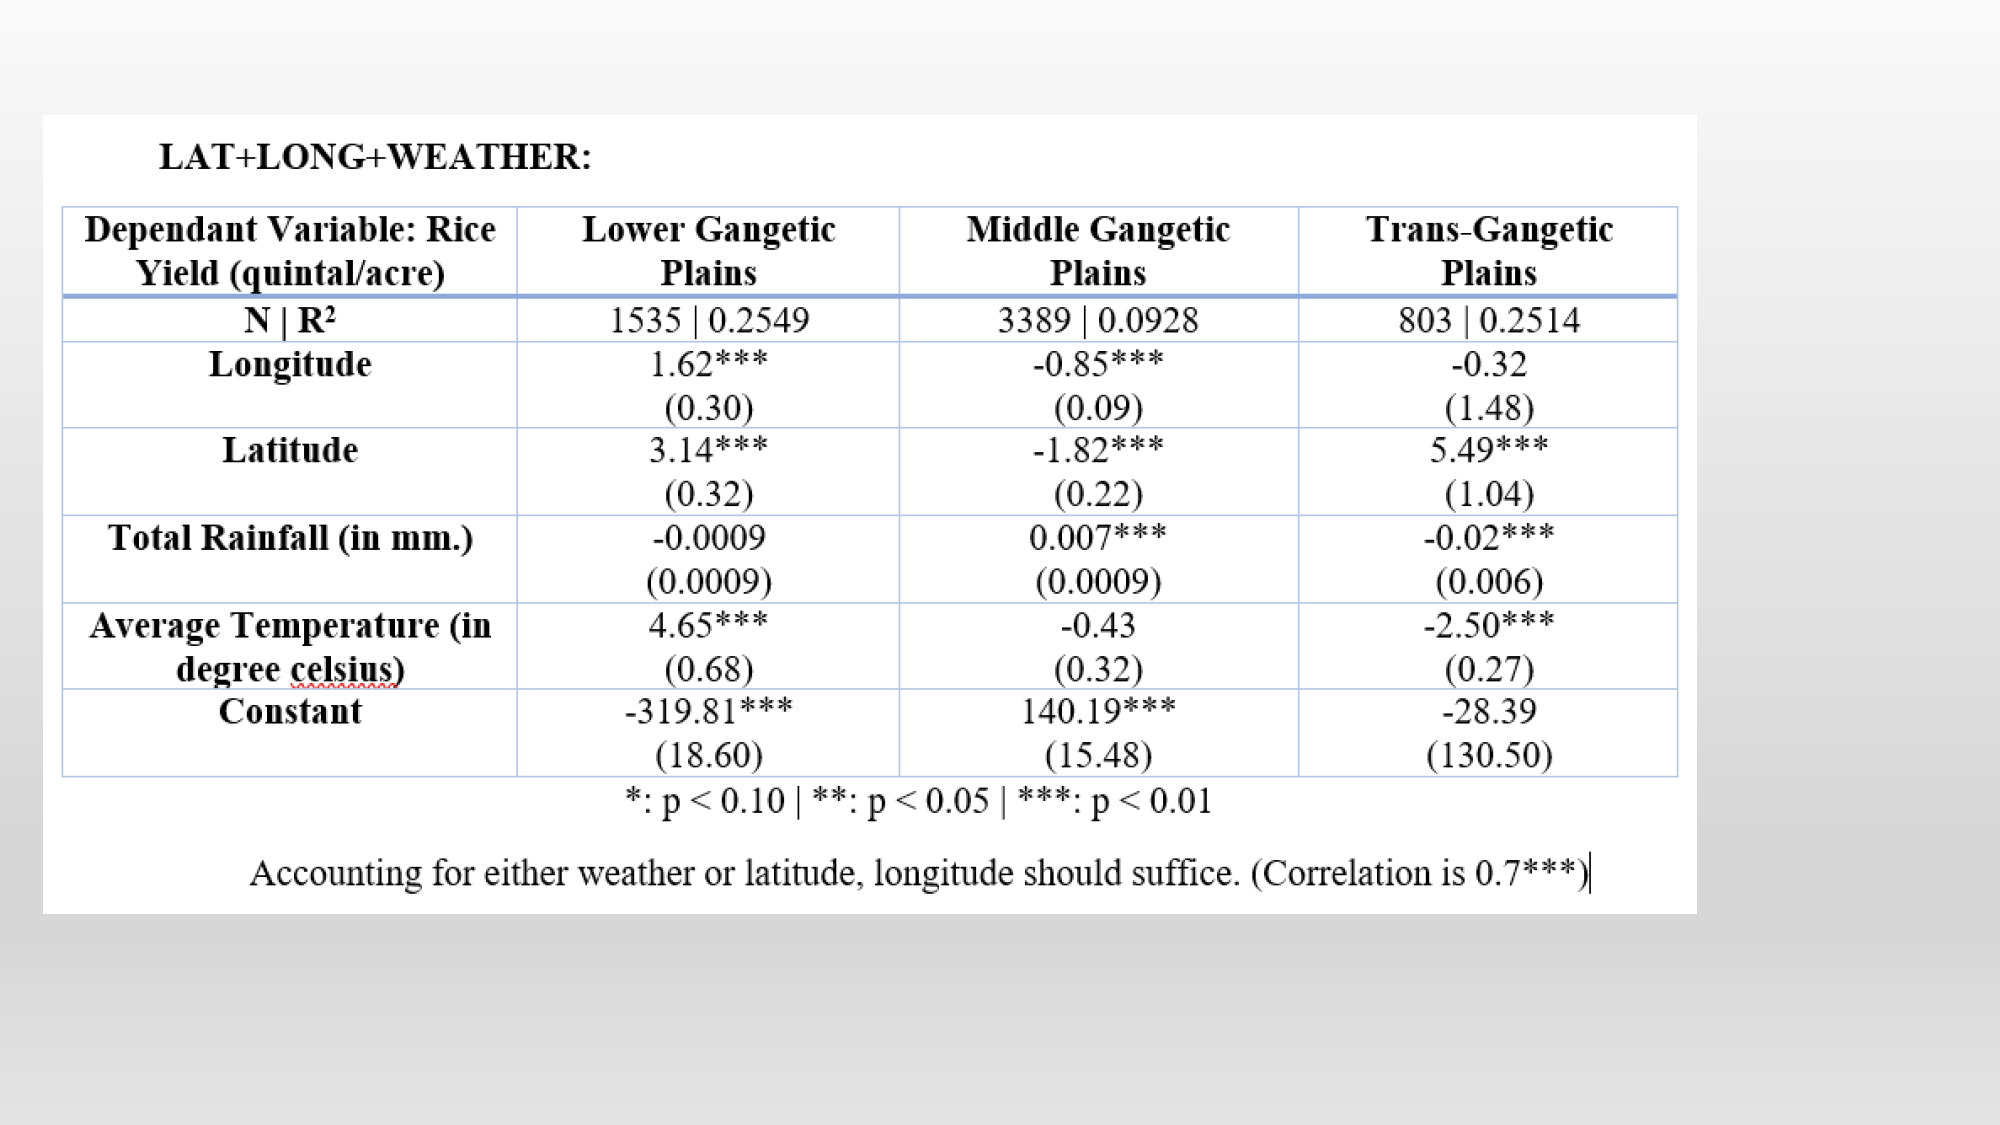 LAT+LONG+WEATHER:
Dependant Variable: Rice Yield (quintal/acre) | Lower Gangetic Plains | Middle Gangetic Plains | Trans-Gangetic Plains
N | R² | 1535 | 0.2549 | 3389 | 0.0928 | 803 | 0.2514
Longitude | 1.62*** | -0.85*** | -0.32
(0.30) | (0.09) | (1.48)
Latitude | 3.14*** | -1.82*** | 5.49***
(0.32) | (0.22) | (1.04)
Total Rainfall (in mm.) | -0.0009 | 0.007*** | -0.02***
(0.0009) | (0.0009) | (0.006)
Average Temperature (in | 4.65*** | -0.43 | -2.50***
degree celsius) | (0.68) | (0.32) | (0.27)
Constant | -319.81*** | 140.19*** | -28.39
(18.60) | (15.48) | (130.50)
*: p < 0.10 | **: p < 0.05 | ***: p < 0.01
Accounting for either weather or latitude, longitude should suffice. (Correlation is 0.7***)